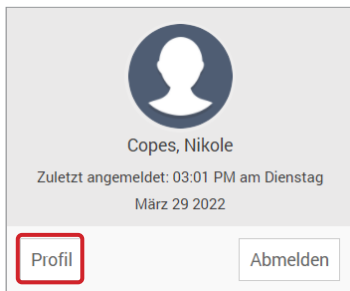 Copes, Nikole
Zuletzt angemeldet: 03:01 PM am Dienstag
März 29 2022
Profil
Abmelden